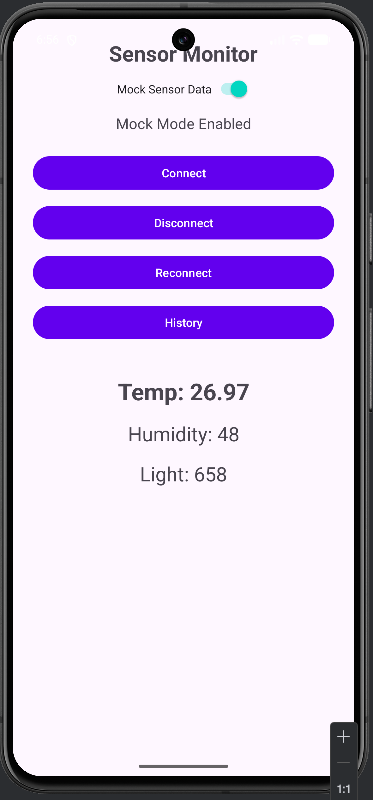 Sensor Monitor
Mock Sensor Data
Mock Mode Enabled
Connect
Disconnect
Reconnect
History
Temp: 26.97
Humidity: 48
Light: 658
1:1